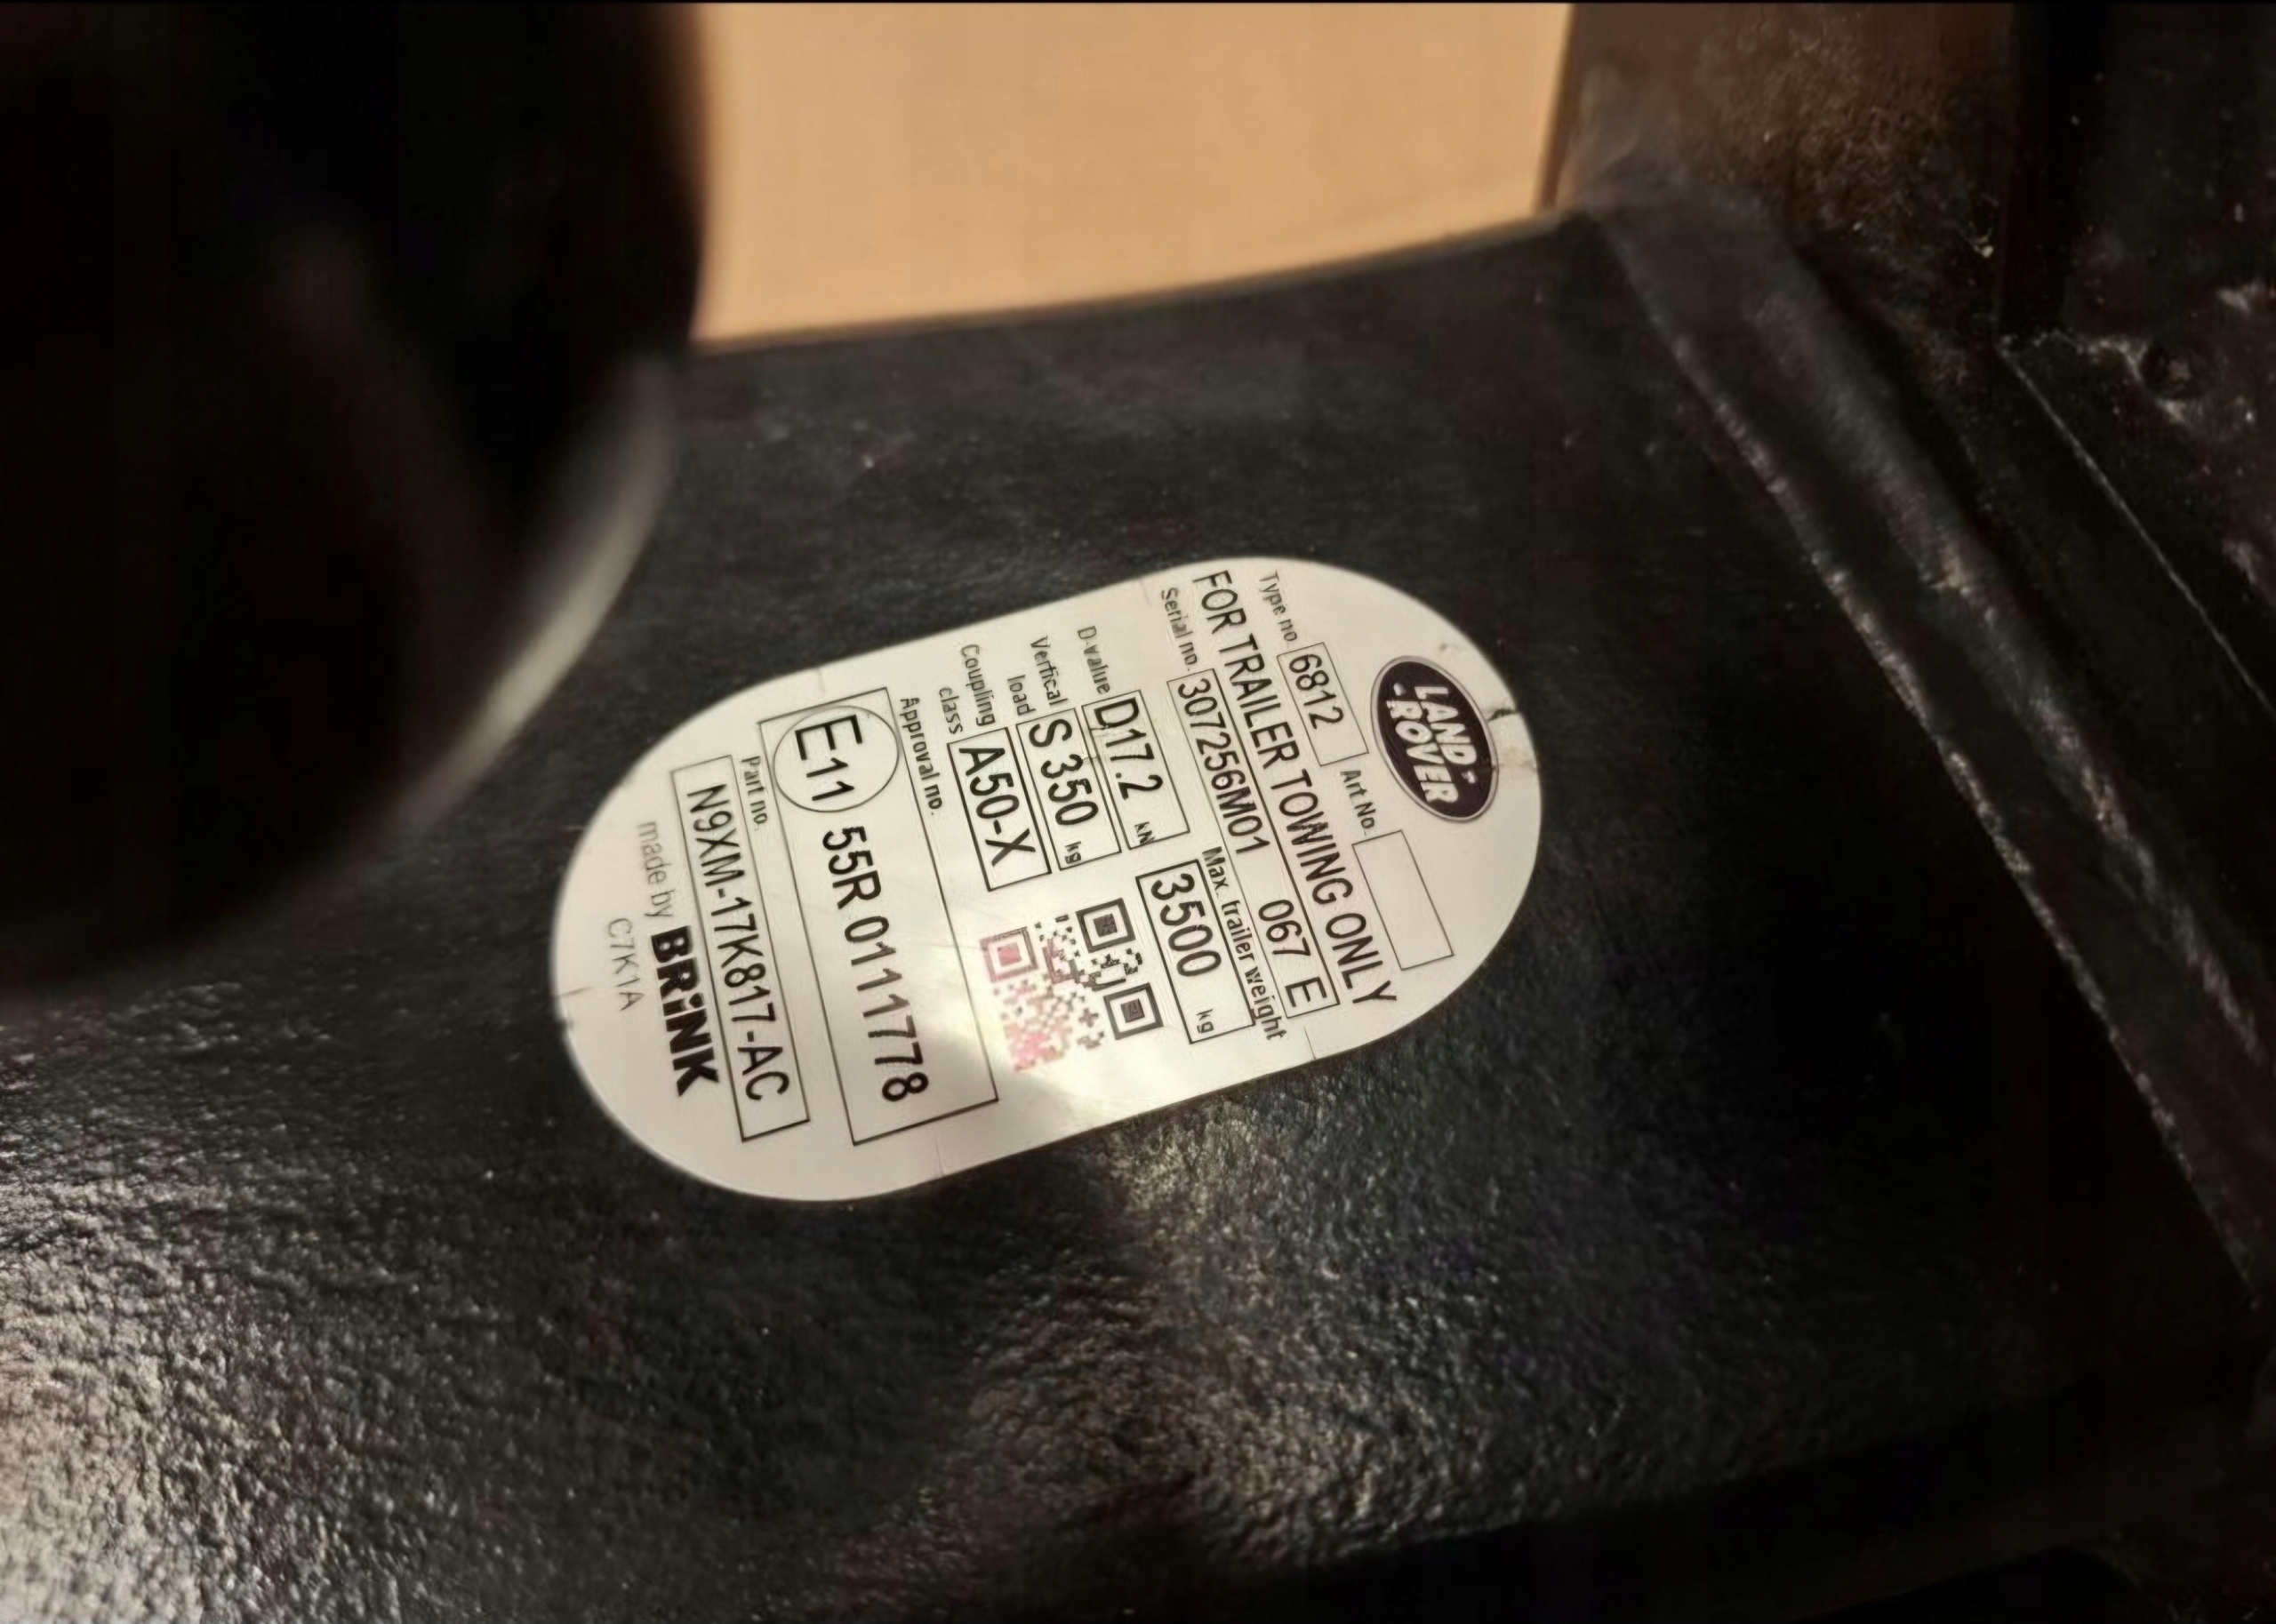 LAND-
-ROVER
Type no. 6812 Art No.
FOR TRAILER TOWING ONLY
Serial no. 307256M01 067 E
D-value D17.2 kN Max. trailer weight
3500 kg
Vertical load S 350 kg
Coupling class A50-X
Approval no.
E11 55R 0111778
Part no.
N9XM-17K817-AC
made by BRiNK
C7K1A